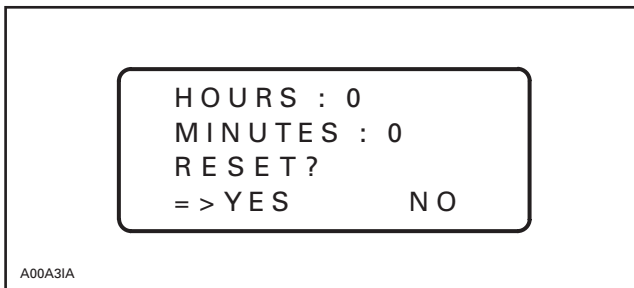 HOURS : 0
MINUTES : 0
RESET?
=>YES NO
A00A3IA